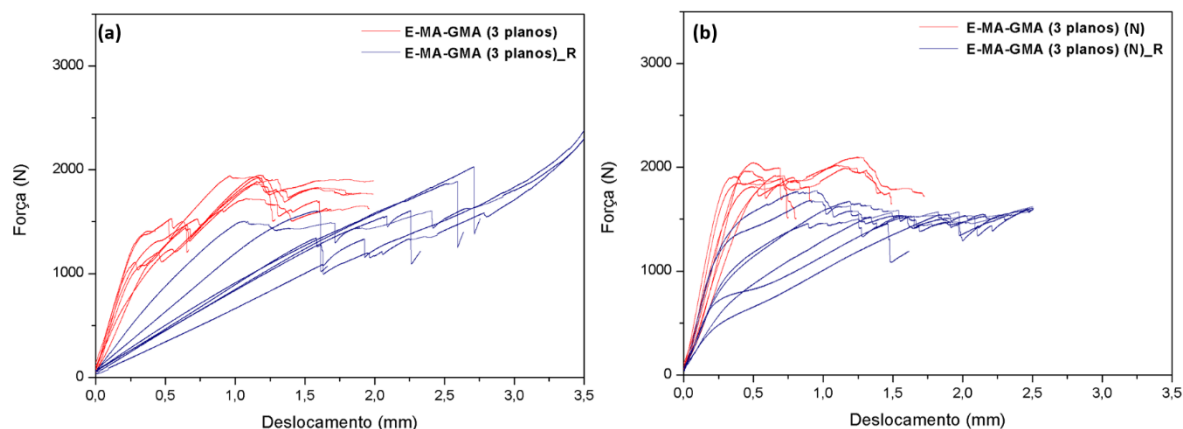 (a)
E-MA-GMA (3 planos)
E-MA-GMA (3 planos)_R
3000
2000
1000
0
Força (N)
0,0 0,5 1,0 1,5 2,0 2,5 3,0 3,5
Deslocamento (mm)
(b)
E-MA-GMA (3 planos) (N)
E-MA-GMA (3 planos) (N)_R
3000
2000
1000
0
Força (N)
0,0 0,5 1,0 1,5 2,0 2,5 3,0 3,5
Deslocamento (mm)